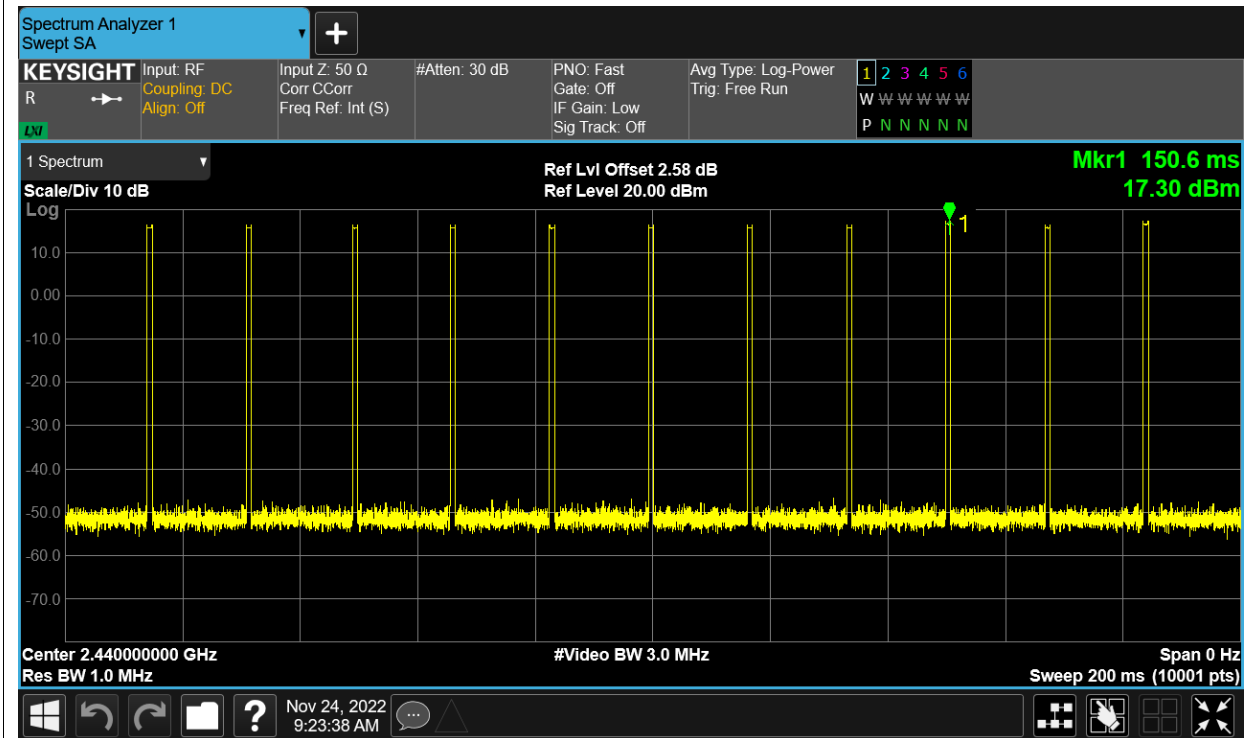 Spectrum Analyzer 1
Swept SA
KEYSIGHT
R
LXI
Input: RF
Coupling: DC
Align: Off
Input Z: 50 Ω
Corr CCorr
Freq Ref: Int (S)
#Atten: 30 dB
PNO: Fast
Gate: Off
IF Gain: Low
Sig Track: Off
Avg Type: Log-Power
Trig: Free Run
1 2 3 4 5 6
W W W W W W
P N N N N N
1 Spectrum
Scale/Div 10 dB
Ref Lvl Offset 2.58 dB
Ref Level 20.00 dBm
Mkr1 150.6 ms
17.30 dBm
Log
1
10.0
0.00
-10.0
-20.0
-30.0
-40.0
-50.0
-60.0
-70.0
Center 2.440000000 GHz
#Video BW 3.0 MHz
Span 0 Hz
Res BW 1.0 MHz
Sweep 200 ms (10001 pts)
?
Nov 24, 2022
9:23:38 AM